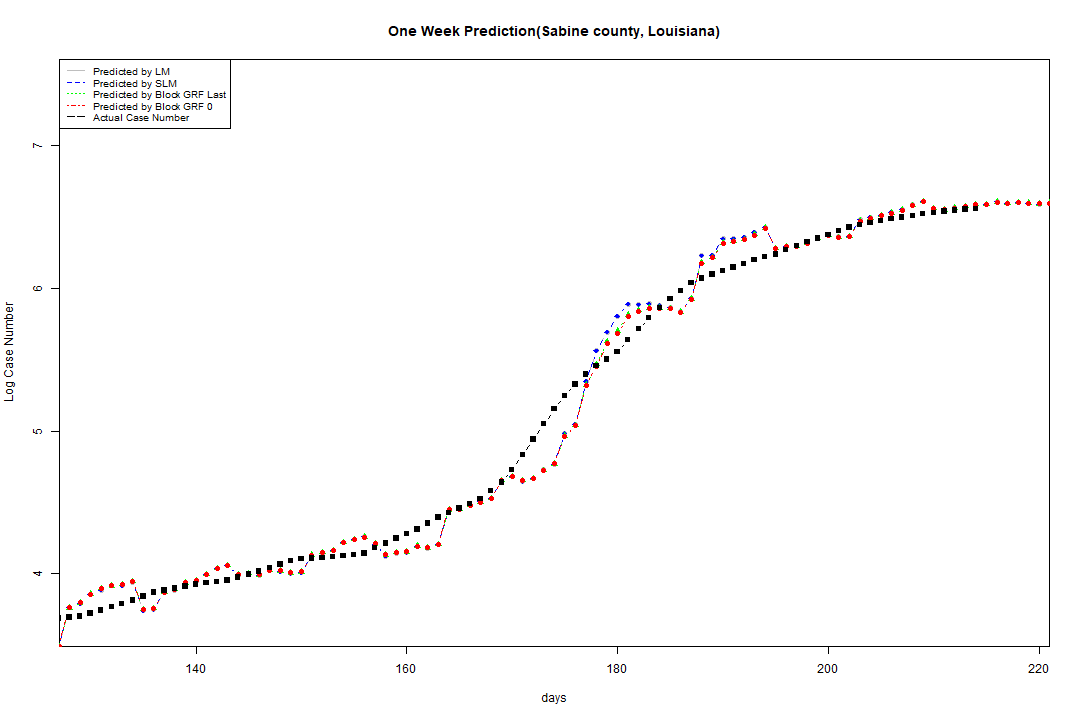 One Week Prediction(Sabine county, Louisiana)
Predicted by LM
Predicted by SLM
Predicted by Block GRF Last
Predicted by Block GRF 0
Actual Case Number
7
6
5
4
Log Case Number
140 160 180 200 220
days